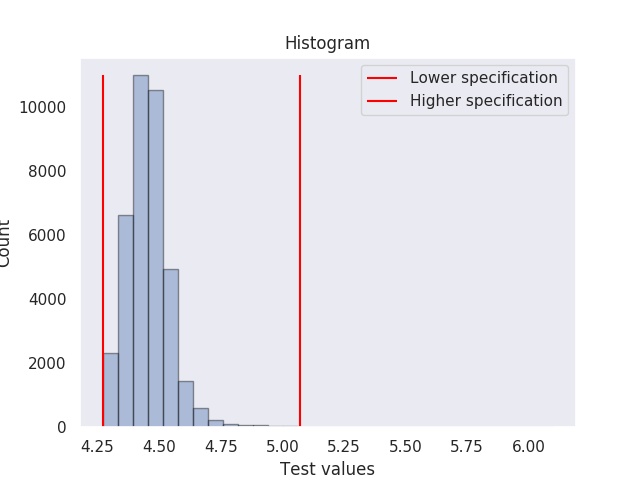 Histogram
Lower specification
Higher specification
10000
8000
6000
4000
2000
0
Count
4.25 4.50 4.75 5.00 5.25 5.50 5.75 6.00
Test values